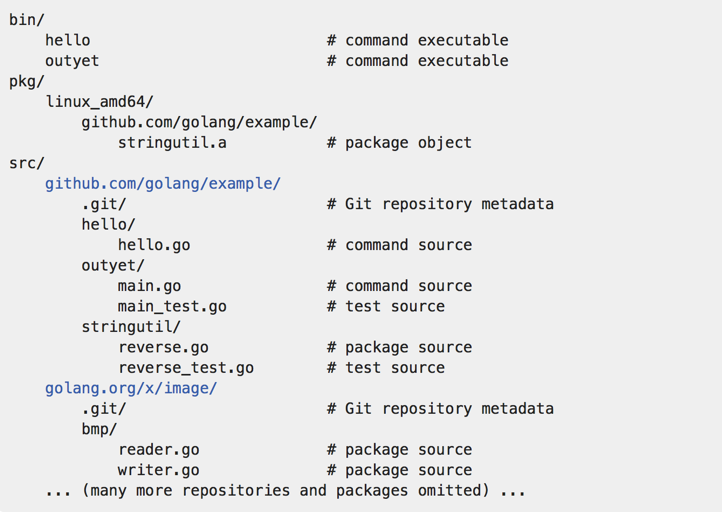 bin/
    hello                          # command executable
    outyet                         # command executable
pkg/
    linux_amd64/
        github.com/golang/example/
            stringutil.a           # package object
src/
    github.com/golang/example/
        .git/                      # Git repository metadata
        hello/
            hello.go               # command source
        outyet/
            main.go                # command source
            main_test.go           # test source
        stringutil/
            reverse.go             # package source
            reverse_test.go        # test source
    golang.org/x/image/
        .git/                      # Git repository metadata
        bmp/
            reader.go              # package source
            writer.go              # package source
    ... (many more repositories and packages omitted) ...